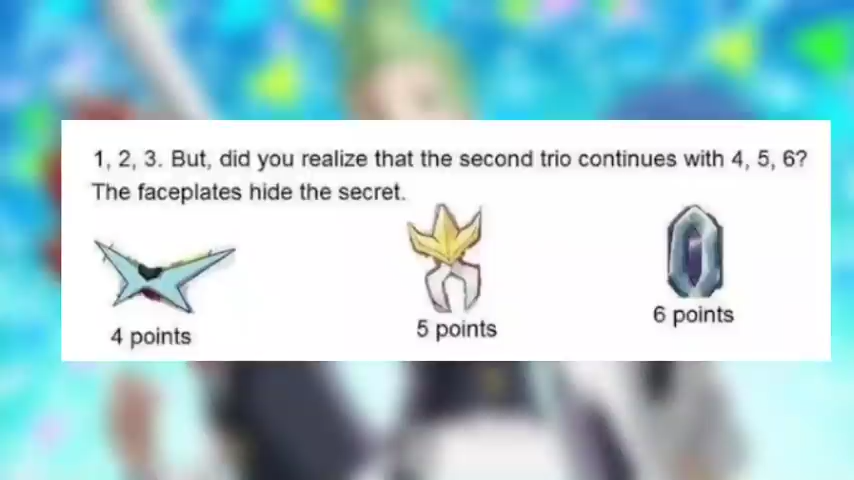 1, 2, 3. But, did you realize that the second trio continues with 4, 5, 6?
The faceplates hide the secret.
4 points
5 points
6 points